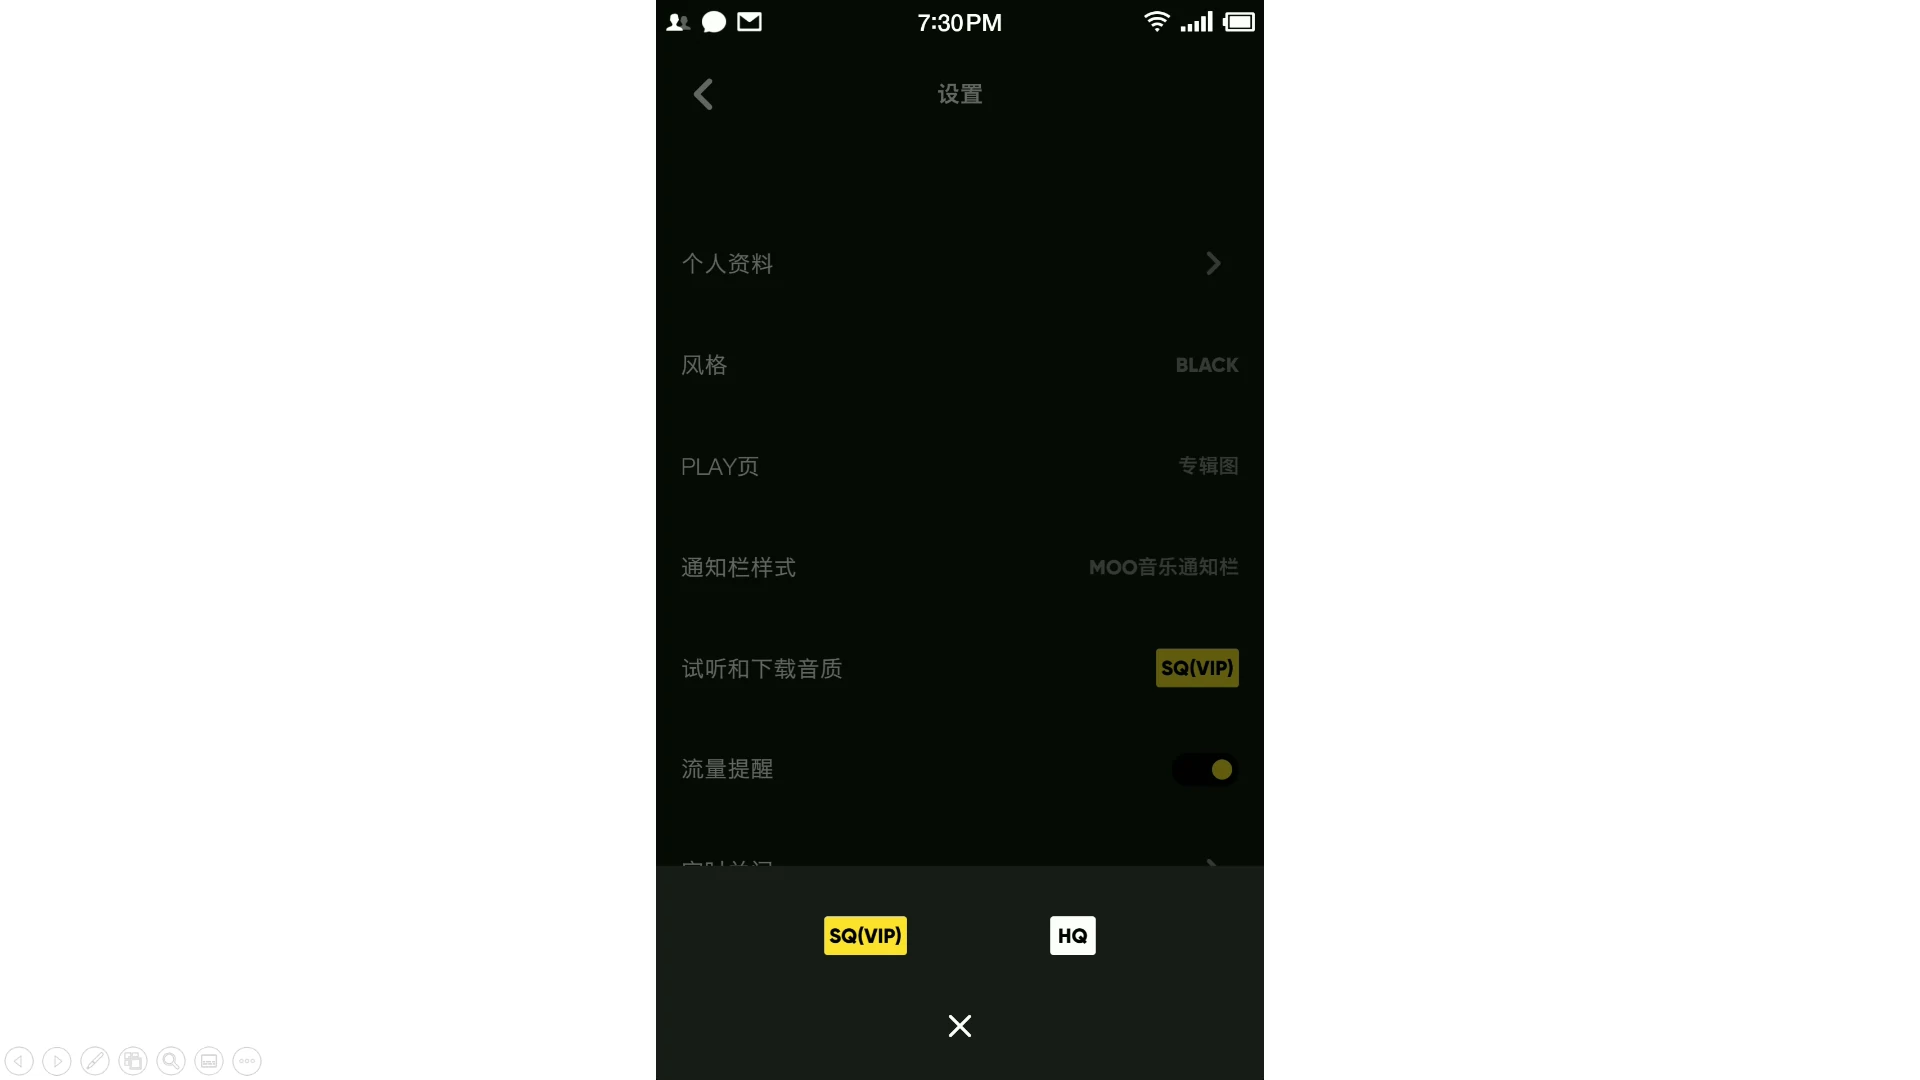 7:30 PM
设置
个人资料
风格 BLACK
PLAY页 专辑图
通知栏样式 MOO音乐通知栏
试听和下载音质 SQ(VIP)
流量提醒
SQ(VIP) HQ